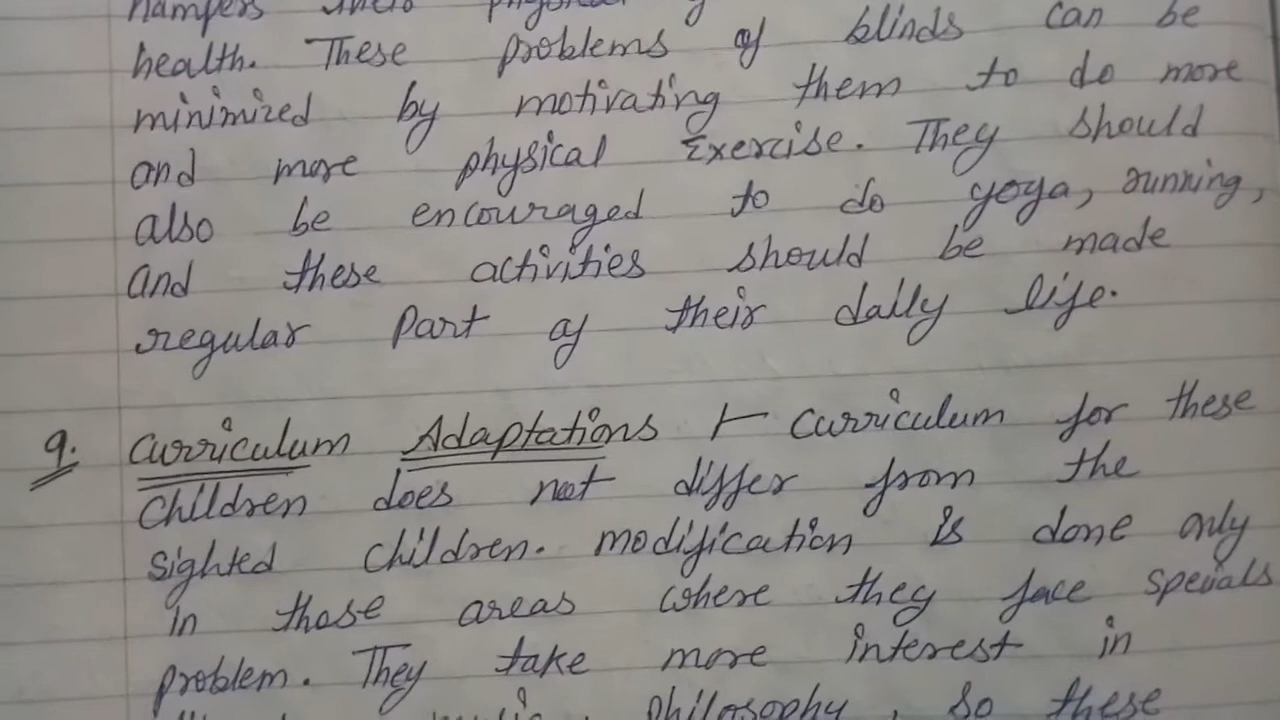 hampers their physical
health. These problems of blinds can be
minimized by motivating them to do more
and more physical Exercise. They should
also be encouraged to do yoga, running,
and these activities should be made
regular Part of their daily life.
9. Curriculum Adaptations :- Curriculum for these
Children does not differ from the
sighted children. modification is done only
in those areas where they face specials
problem. They take more interest in
philosophy, so these